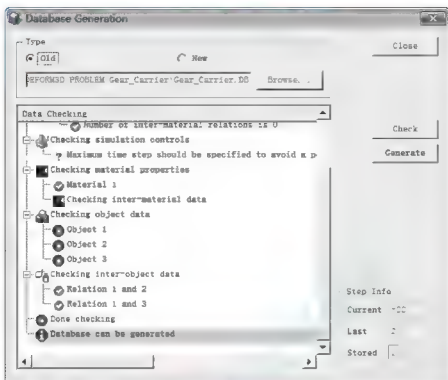 Database Generation
Type
Old
New
DEFORM3D PROBLEM Gear_Carrier Gear_Carrier.DB
Browse...
Close
Data Checking
Number of inter-material relations is 0
Checking simulation controls
Maximum time step should be specified to avoid a p
Checking material properties
Material 1
Checking inter-material data
Checking object data
Object 1
Object 2
Object 3
Checking inter-object data
Relation 1 and 2
Relation 1 and 3
Done checking
Database can be generated
Check
Generate
Step Info
Current
Last
Stored